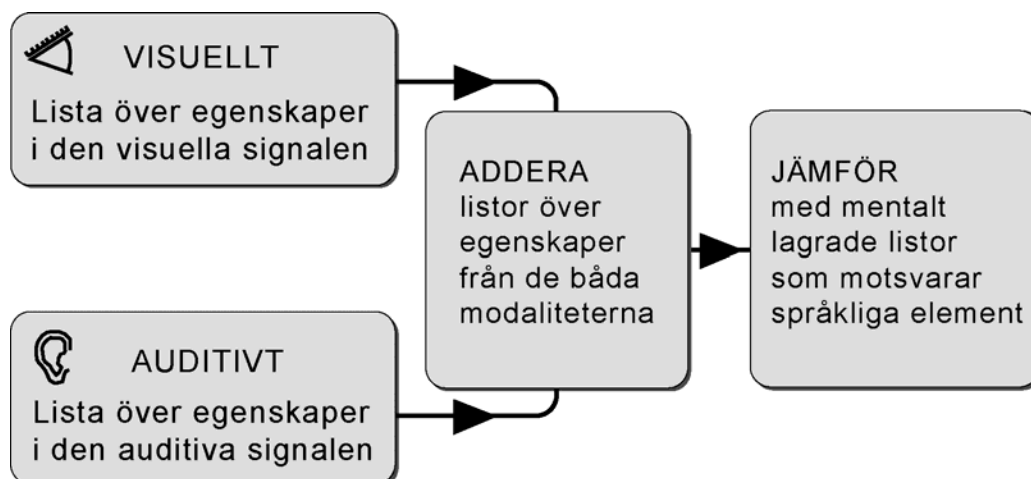 VISUELLT
Lista över egenskaper
i den visuella signalen
AUDITIVT
Lista över egenskaper
i den auditiva signalen
ADDERA
listor över
egenskaper
från de båda
modaliteterna
JÄMFÖR
med mentalt
lagrade listor
som motsvarar
språkliga element